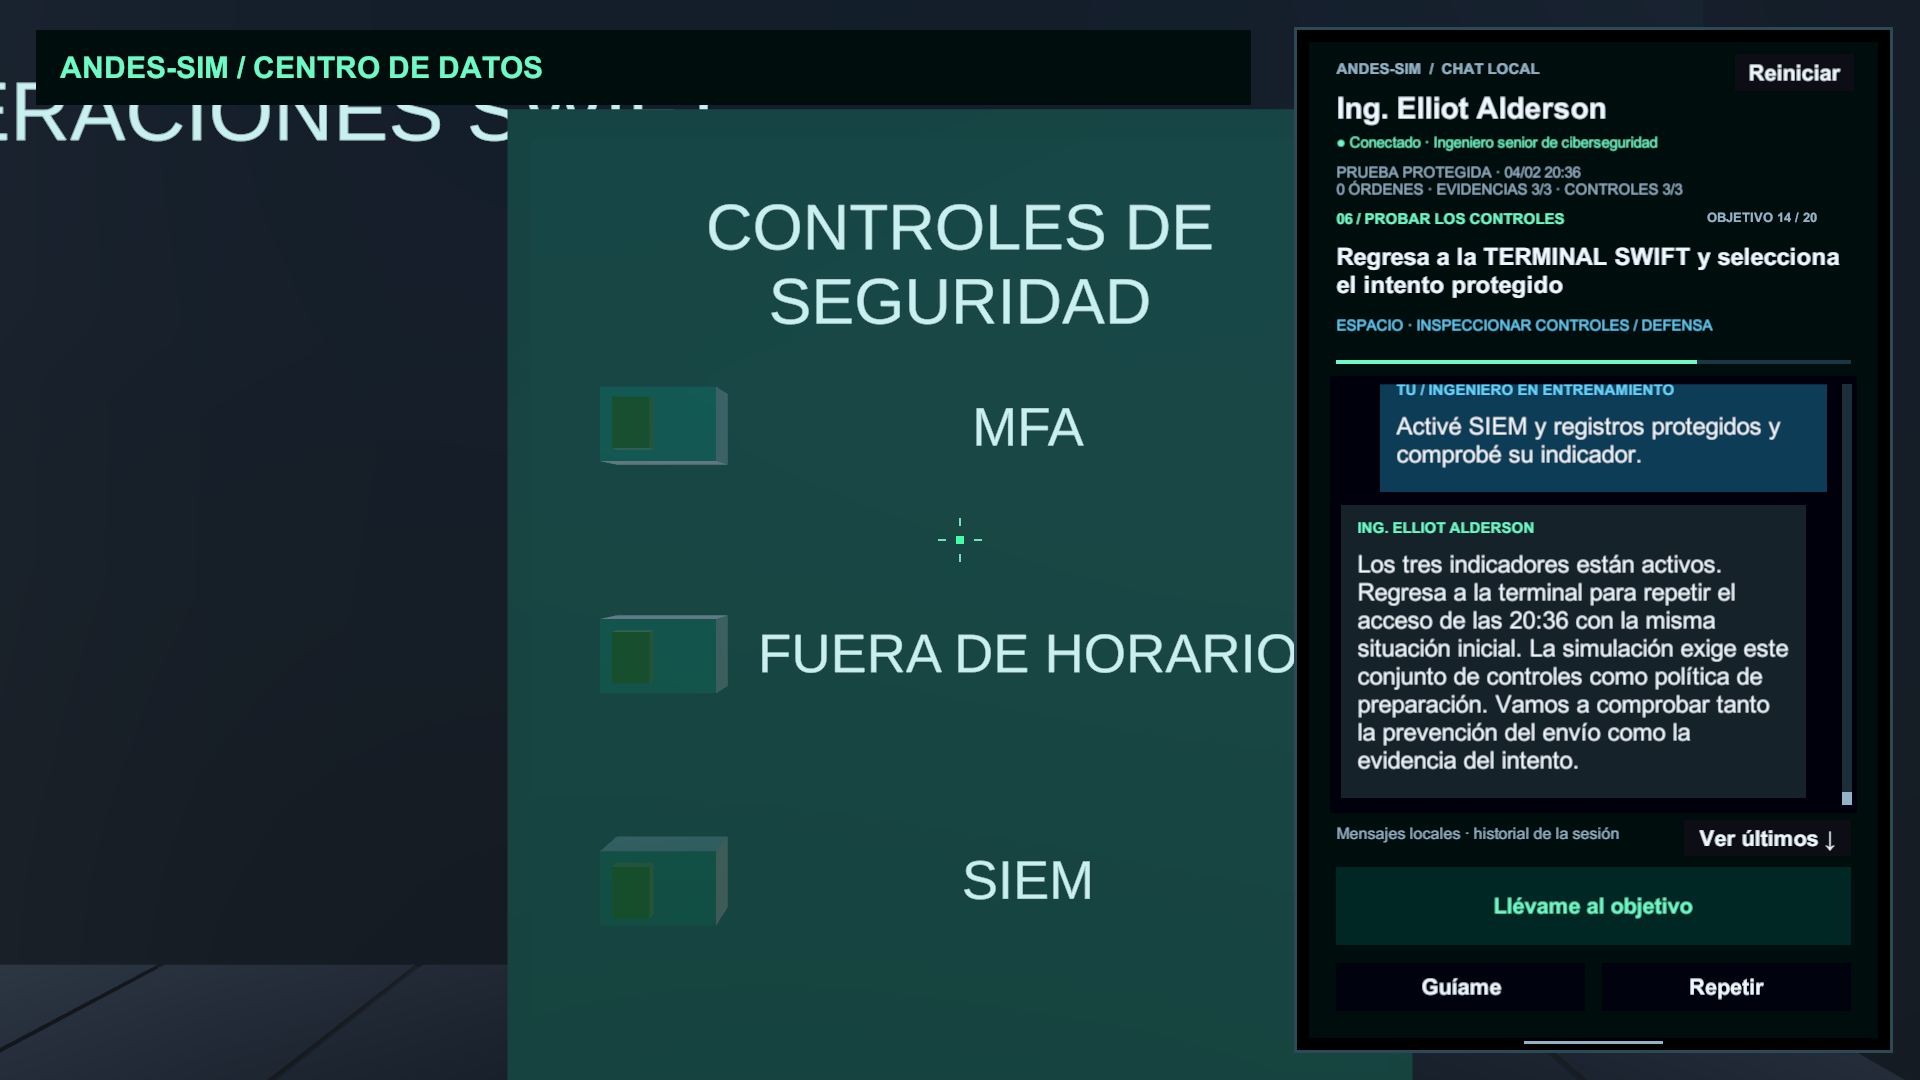 ANDES-SIM / CENTRO DE DATOS
CONTROLES DE
SEGURIDAD
MFA
FUERA DE HORARIO
SIEM
ANDES-SIM / CHAT LOCAL
Reiniciar
Ing. Elliot Alderson
● Conectado · Ingeniero senior de ciberseguridad
PRUEBA PROTEGIDA · 04/02 20:36
0 ÓRDENES · EVIDENCIAS 3/3 · CONTROLES 3/3
06 / PROBAR LOS CONTROLES
OBJETIVO 14 / 20
Regresa a la TERMINAL SWIFT y selecciona
el intento protegido
ESPACIO · INSPECCIONAR CONTROLES / DEFENSA
TÚ / INGENIERO EN ENTRENAMIENTO
Activé SIEM y registros protegidos y
comprobé su indicador.
ING. ELLIOT ALDERSON
Los tres indicadores están activos.
Regresa a la terminal para repetir el
acceso de las 20:36 con la misma
situación inicial. La simulación exige este
conjunto de controles como política de
preparación. Vamos a comprobar tanto
la prevención del envío como la
evidencia del intento.
Mensajes locales · historial de la sesión
Ver últimos ↓
Llévame al objetivo
Guíame
Repetir